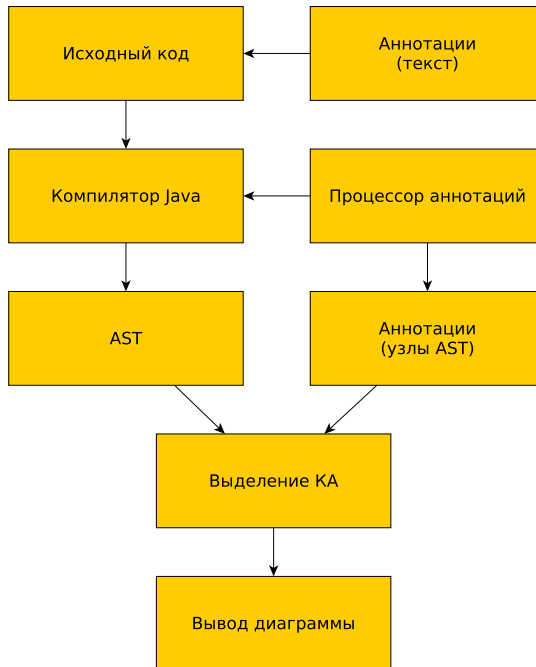 Исходный код
Аннотации
(текст)
Компилятор Java
Процессор аннотаций
AST
Аннотации
(узлы AST)
Выделение КА
Вывод диаграммы